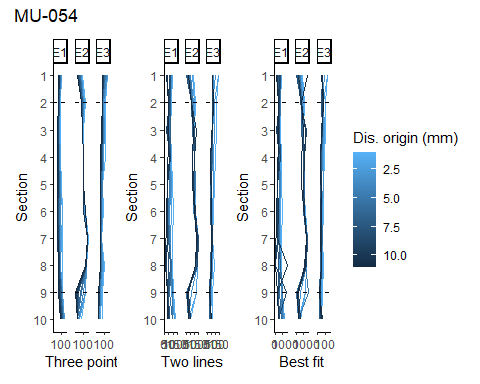 MU-054
E1 E2 E3 E1 E2 E3 E1 E2 E3
1 1 1
2 2 2
3 3 3
4 4 4
5 5 5
6 6 6
7 7 7
8 8 8
9 9 9
10 10 10
Section Section Section
100 100 100
Three point Two lines Best fit
Dis. origin (mm)
2.5
5.0
7.5
10.0